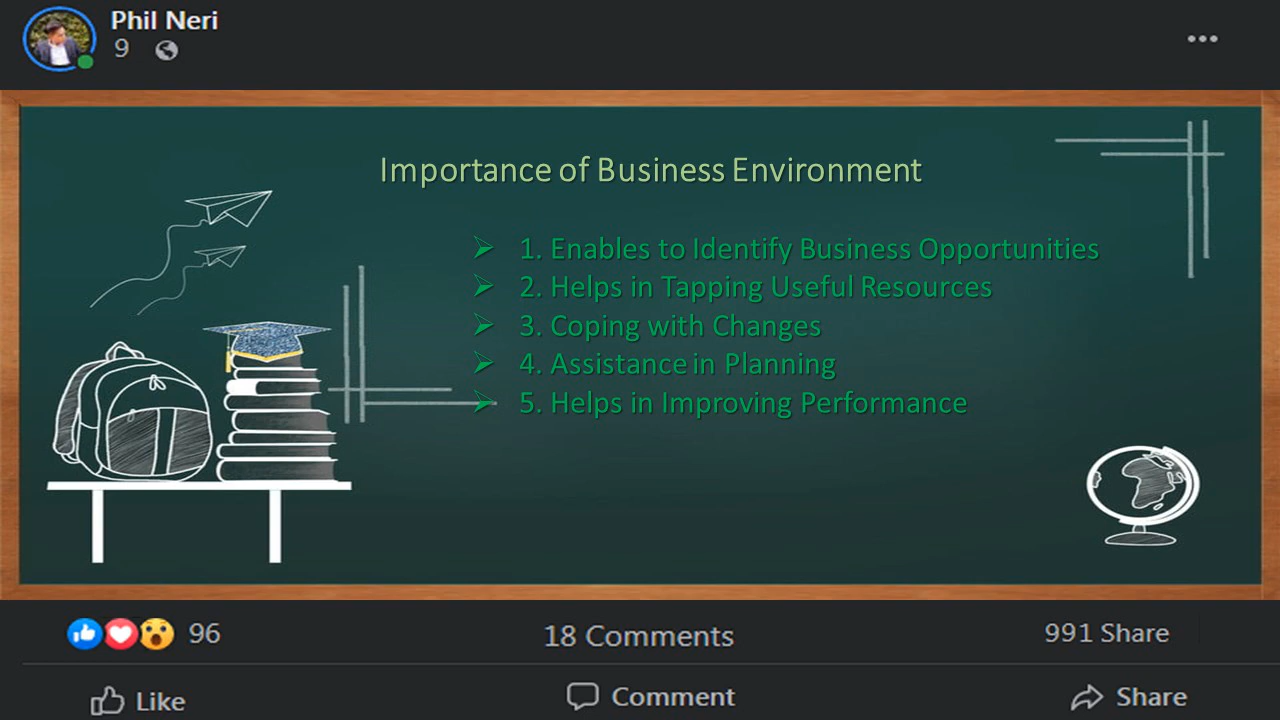 Phil Neri
9
Importance of Business Environment
1. Enables to Identify Business Opportunities
2. Helps in Tapping Useful Resources
3. Coping with Changes
4. Assistance in Planning
5. Helps in Improving Performance
96
18 Comments
991 Share
Like
Comment
Share